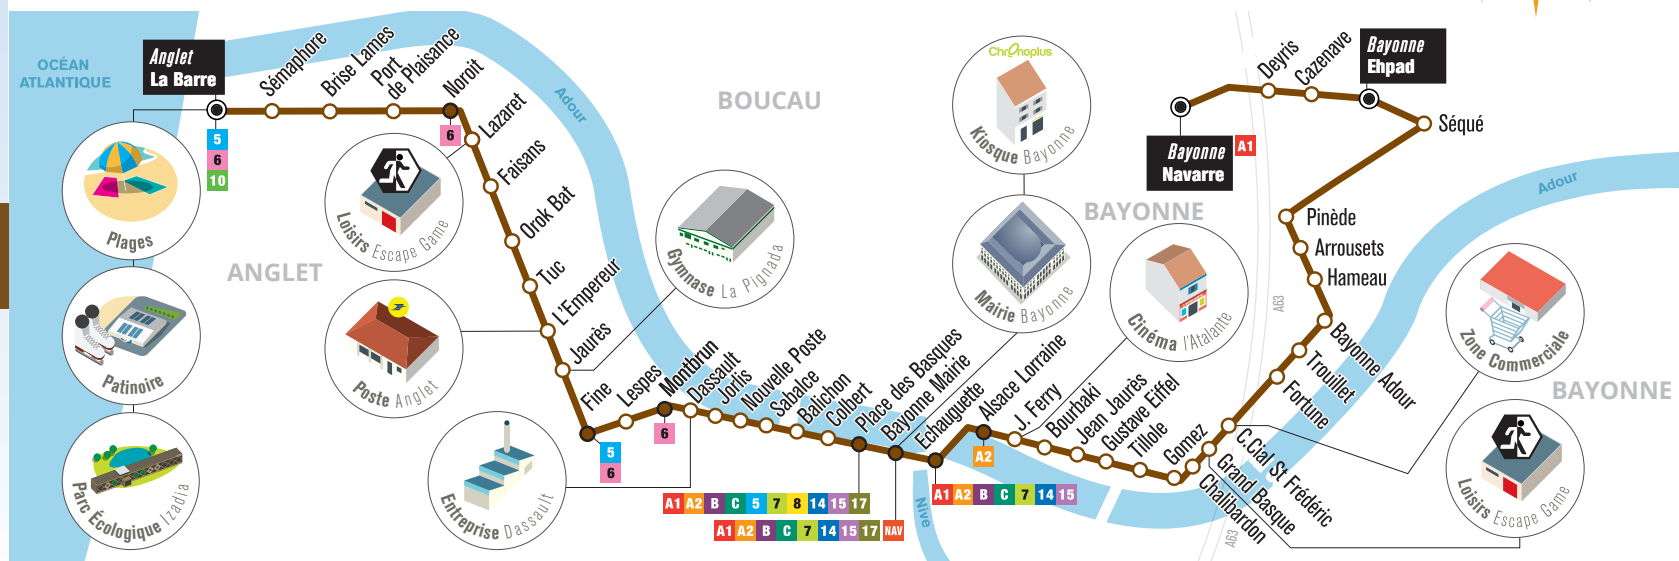 OCÉAN
ATLANTIQUE
Anglet
La Barre
5
6
10
Sémaphore
Brise Lames
Port
de Plaisance
Noroit
6
Lazaret
Faisans
Orok Bat
Tuc
L'Empereur
Jaurès
Fine
5
6
Lespes
Montbrun
6
Dassault
Jorlis
Nouvelle Poste
Sabalce
Balichon
Colbert
Place des Basques
A1 A2 B C 5 7 8 14 15 17
Bayonne Mairie
A1 A2 B C 7 14 15 17 NAV
Echauguette
A1 A2 B C 7 14 15
Alsace Lorraine
A2
J. Ferry
Bourbaki
Jean Jaurès
Gustave Eiffel
Tillole
Gomez
Chalibardon
Grand Basque
C.Cial St Frédéric
Fortune
Trouillet
Bayonne Adour
Hameau
Arrousets
Pinède
Séqué
Bayonne
Ehpad
Cazenave
Deyris
Bayonne
Navarre
A1
Plages
Patinoire
Parc Écologique Izadia
Loisirs Escape Game
Poste Anglet
Entreprise Dassault
Gymnase La Pignada
Chronoplus
Kiosque Bayonne
Mairie Bayonne
Cinéma l'Atalante
Zone Commerciale
Loisirs Escape Game
ANGLET
BOUCAU
BAYONNE
BAYONNE
Adour
Adour
Nive
A63
A63